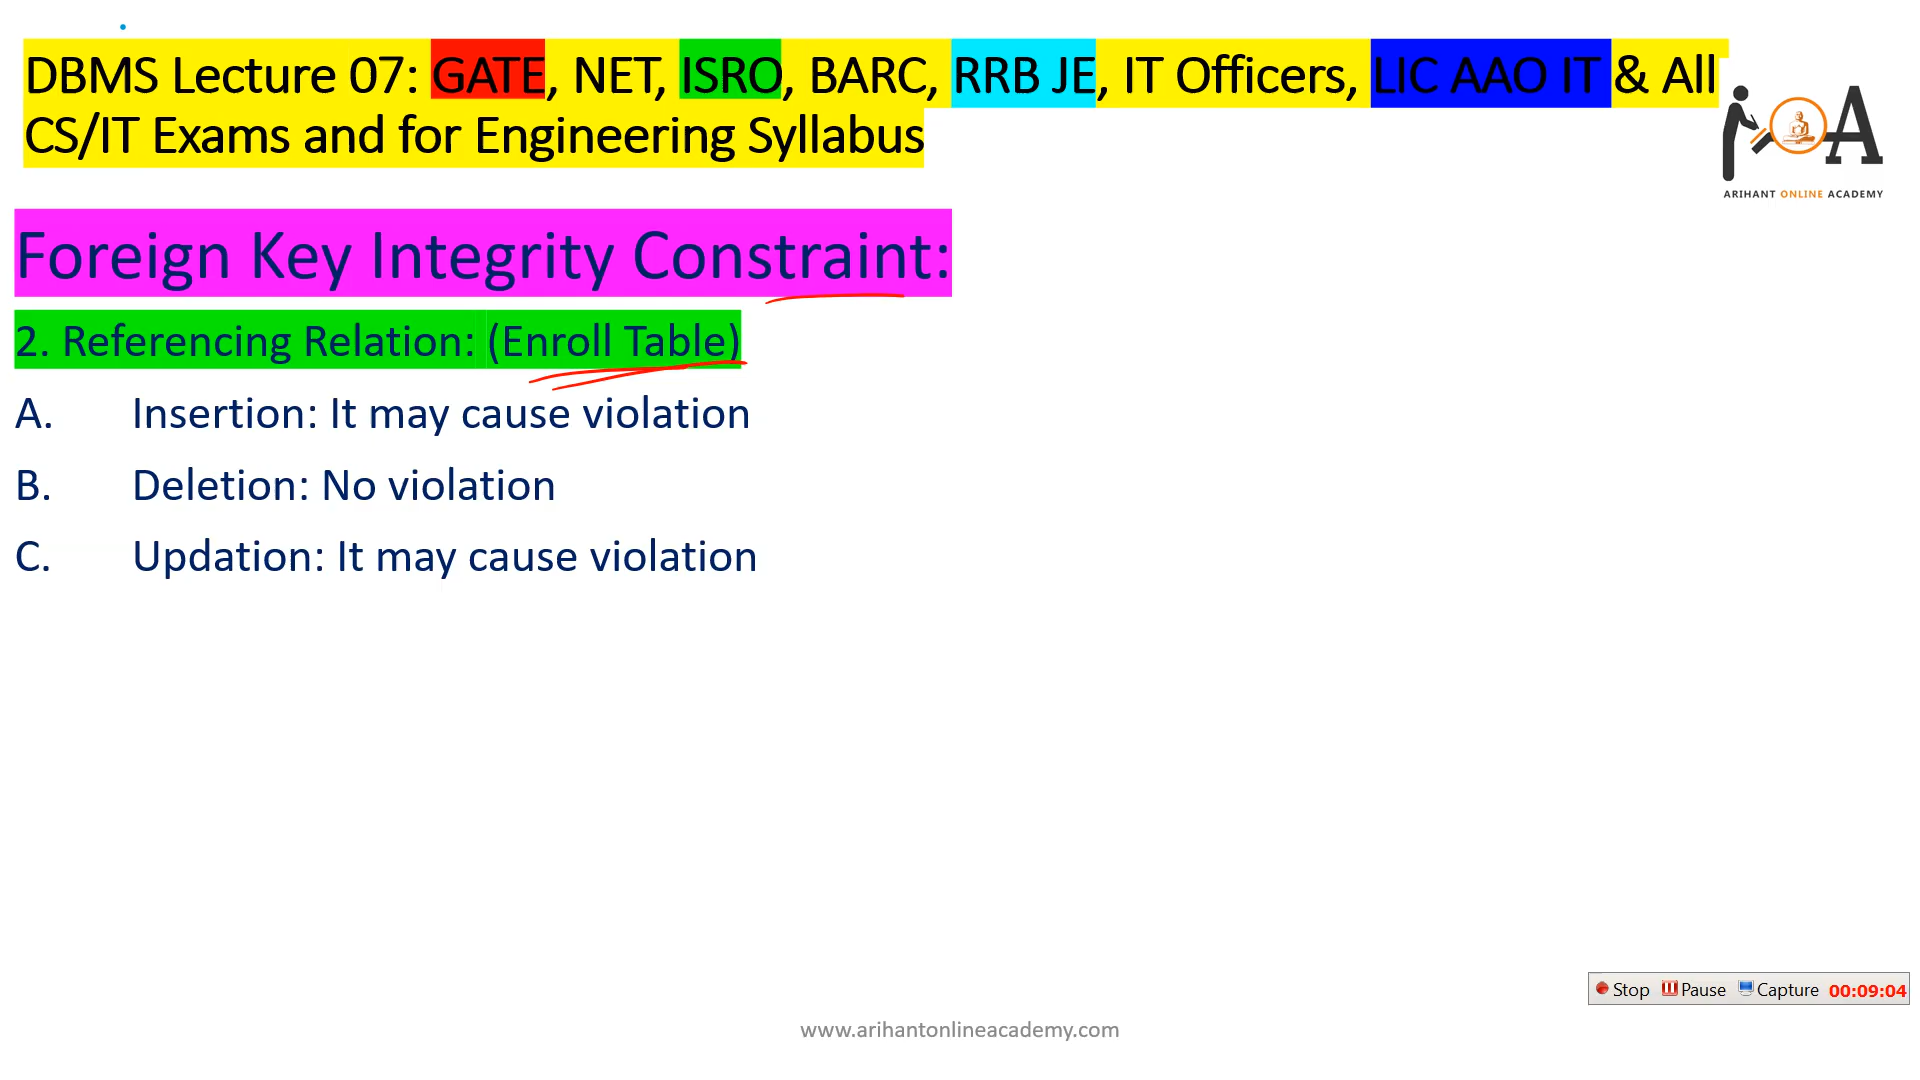 DBMS Lecture 07: GATE, NET, ISRO, BARC, RRB JE, IT Officers, LIC AAO IT & All
CS/IT Exams and for Engineering Syllabus
A
ARIHANT ONLINE ACADEMY
Foreign Key Integrity Constraint:
2. Referencing Relation: (Enroll Table)
A. Insertion: It may cause violation
B. Deletion: No violation
C. Updation: It may cause violation
Stop Pause Capture 00:09:04
www.arihantonlineacademy.com